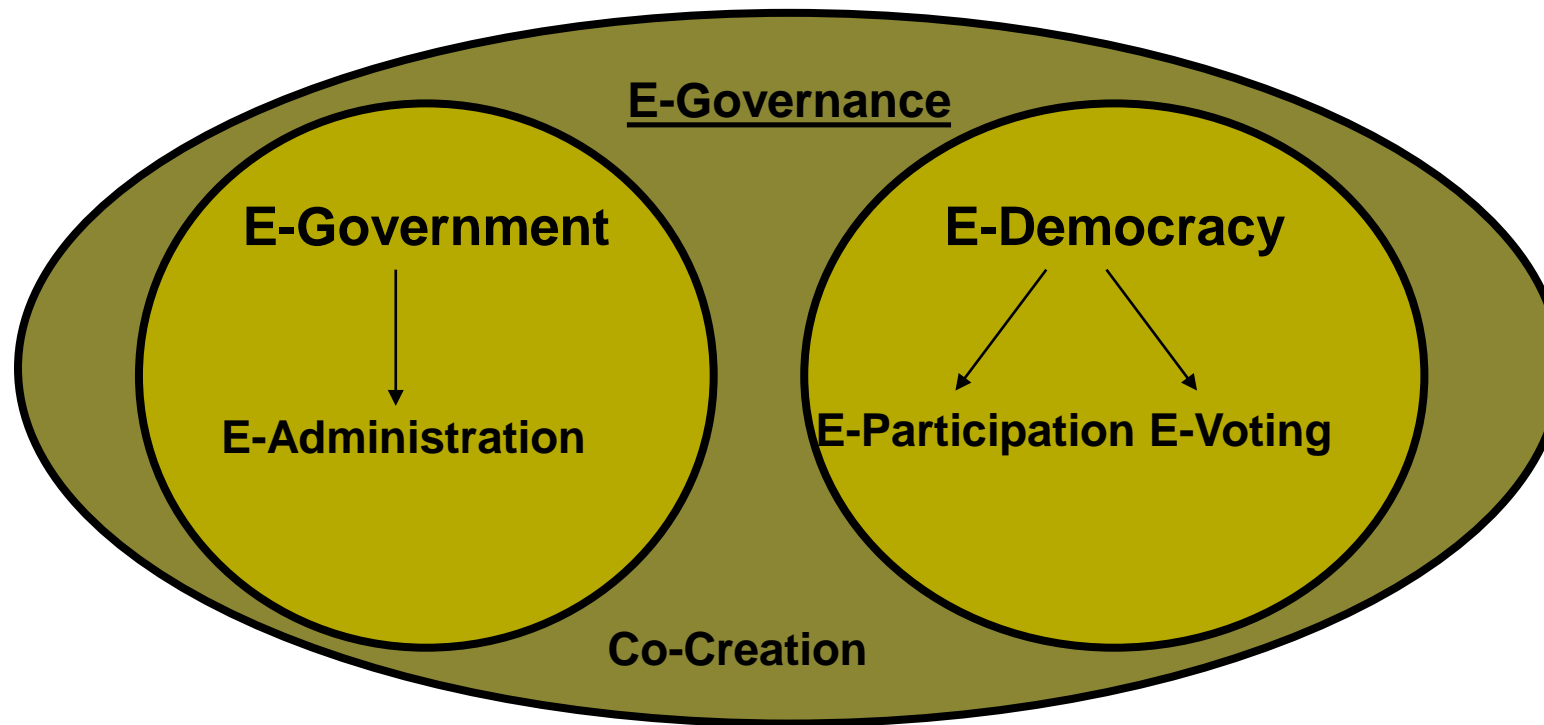 E-Governance
E-Government
E-Democracy
E-Administration
E-Participation E-Voting
Co-Creation